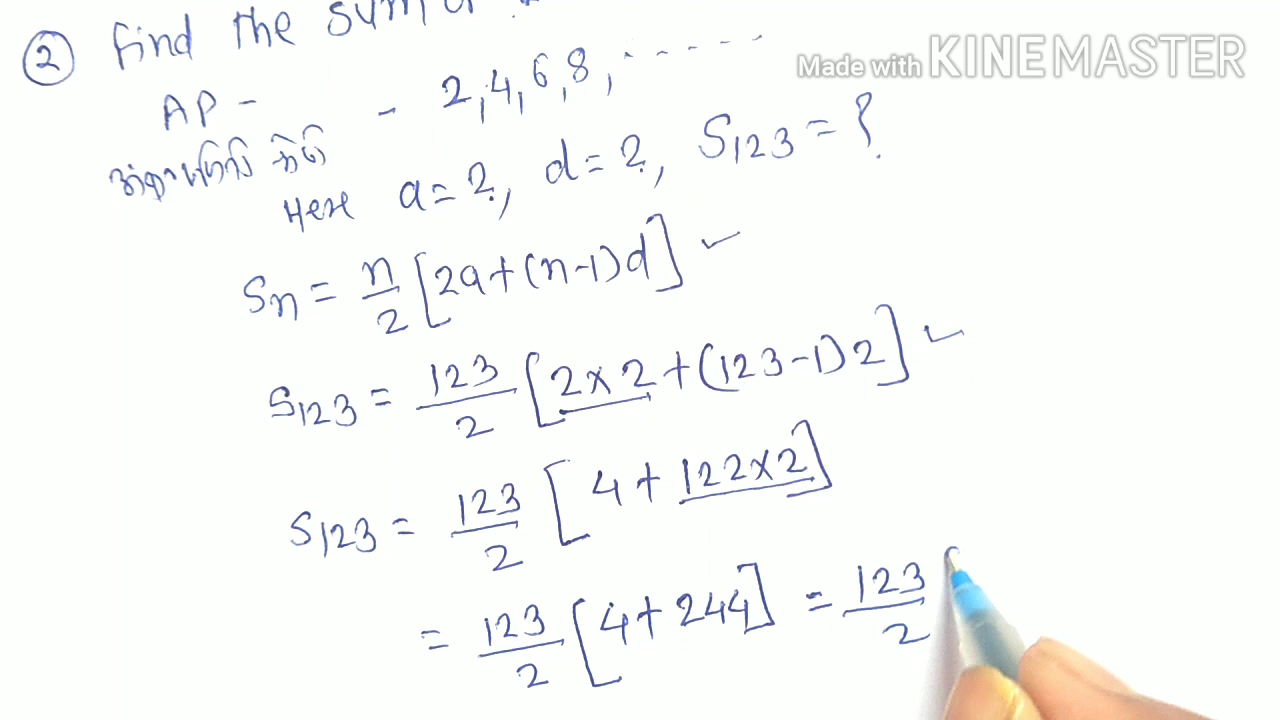 Made with KINEMASTER
② Find the sum of
AP - - 2,4,6,8, ------
Here a=2, d=2, S123 = ?
Sn = n/2 [2a+(n-1)d] ✓
S123 = 123/2 [2×2+(123-1)2] ✓
S123 = 123/2 [4+122×2]
= 123/2 [4+244] = 123/2